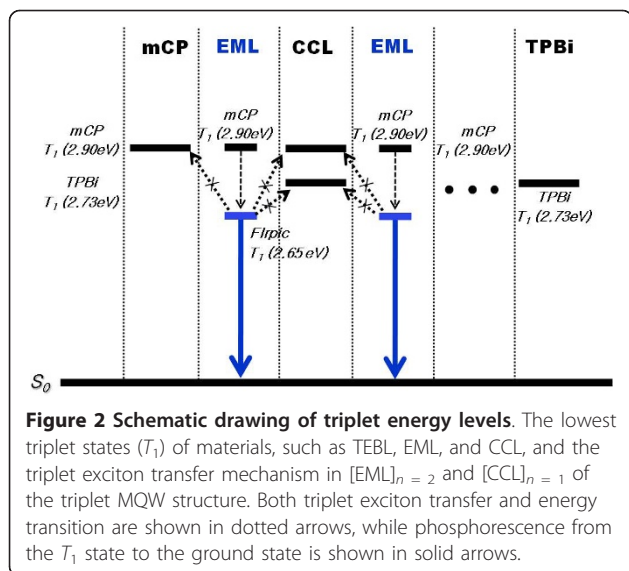 mCP EML CCL EML TPBi
mCP
T₁ (2.90eV)
mCP
T₁ (2.90eV)
mCP
T₁ (2.90eV)
mCP
T₁ (2.90eV)
TPBi
T₁ (2.73eV)
FIrpic
T₁ (2.65eV)
• • •
TPBi
T₁ (2.73eV)
S₀
Figure 2 Schematic drawing of triplet energy levels. The lowest
triplet states (T₁) of materials, such as TEBL, EML, and CCL, and the
triplet exciton transfer mechanism in [EML]ₙ ₌ ₂ and [CCL]ₙ ₌ ₁ of
the triplet MQW structure. Both triplet exciton transfer and energy
transition are shown in dotted arrows, while phosphorescence from
the T₁ state to the ground state is shown in solid arrows.